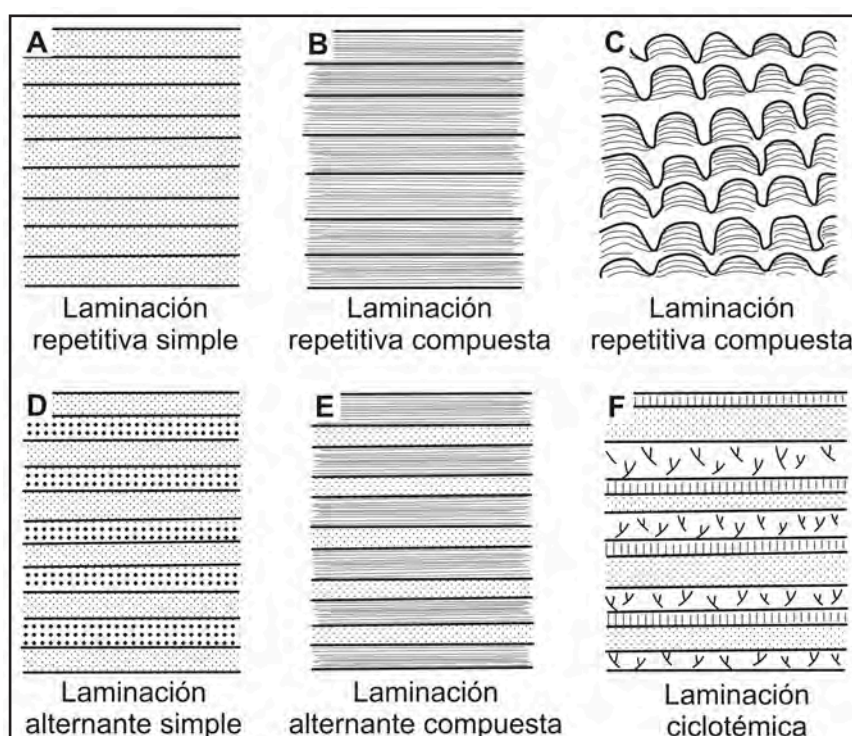 A
B
C
Laminación
repetitiva simple
Laminación
repetitiva compuesta
Laminación
repetitiva compuesta
D
E
F
Laminación
alternante simple
Laminación
alternante compuesta
Laminación
ciclotémica